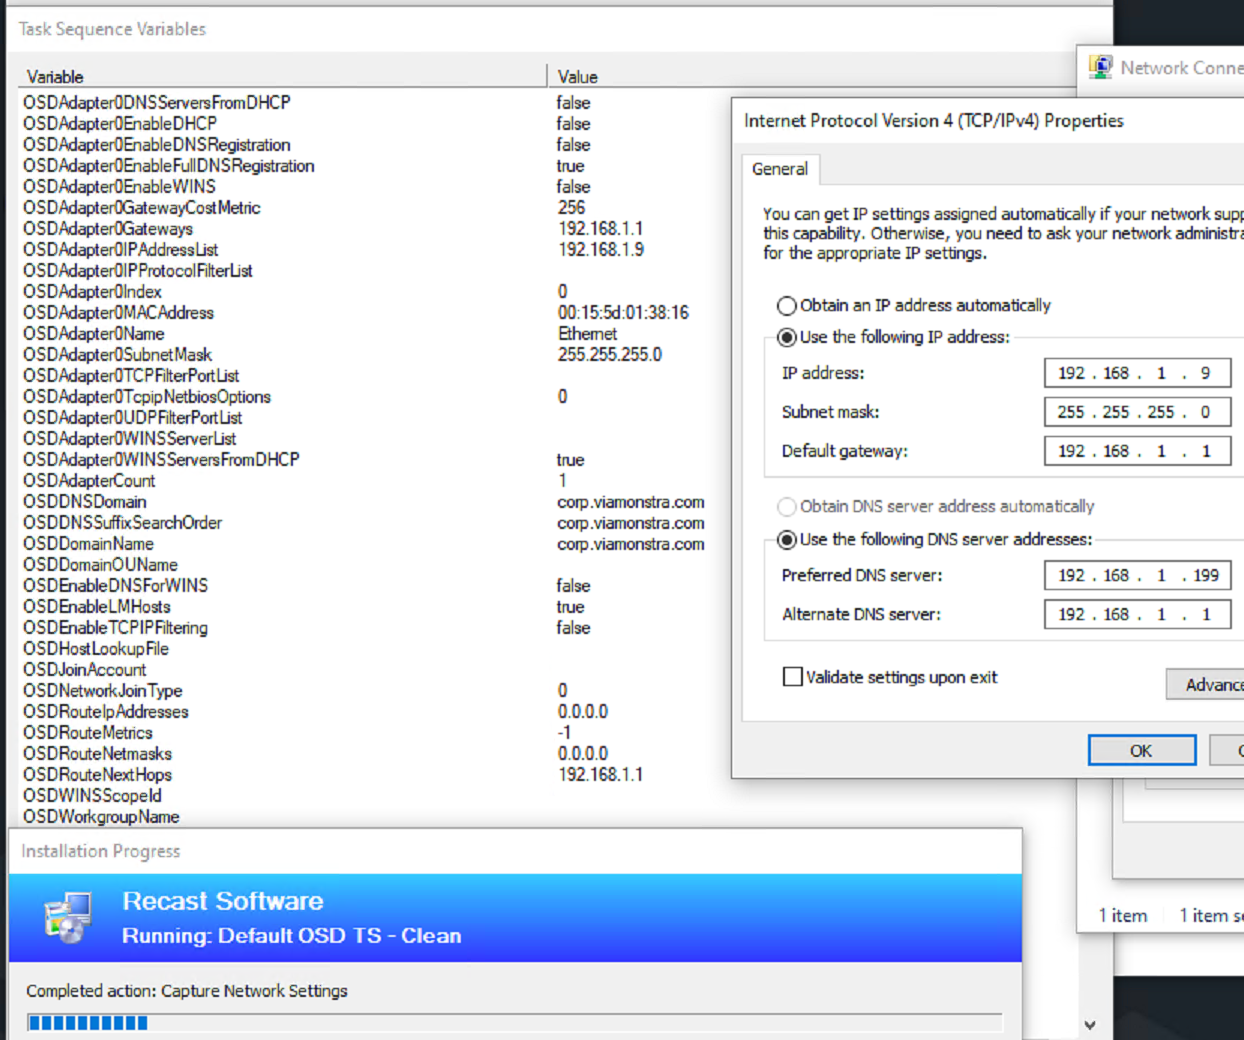 Task Sequence Variables
Variable Value
OSDAdapter0DNSServersFromDHCP false
OSDAdapter0EnableDHCP false
OSDAdapter0EnableDNSRegistration false
OSDAdapter0EnableFullDNSRegistration true
OSDAdapter0EnableWINS false
OSDAdapter0GatewayCostMetric 256
OSDAdapter0Gateways 192.168.1.1
OSDAdapter0IPAddressList 192.168.1.9
OSDAdapter0IPProtocolFilterList
OSDAdapter0Index 0
OSDAdapter0MACAddress 00:15:5d:01:38:16
OSDAdapter0Name Ethernet
OSDAdapter0SubnetMask 255.255.255.0
OSDAdapter0TCPFilterPortList
OSDAdapter0TcpipNetbiosOptions 0
OSDAdapter0UDPFilterPortList
OSDAdapter0WINSServerList
OSDAdapter0WINSServersFromDHCP true
OSDAdapterCount 1
OSDDNSDomain corp.viamonstra.com
OSDDNSSuffixSearchOrder corp.viamonstra.com
OSDDomainName corp.viamonstra.com
OSDDomainOUName
OSDEnableDNSForWINS false
OSDEnableLMHosts true
OSDEnableTCPIPFiltering false
OSDHostLookupFile
OSDJoinAccount
OSDNetworkJoinType 0
OSDRouteIpAddresses 0.0.0.0
OSDRouteMetrics -1
OSDRouteNetmasks 0.0.0.0
OSDRouteNextHops 192.168.1.1
OSDWINSScopeId
OSDWorkgroupName
Installation Progress
Recast Software
Running: Default OSD TS - Clean
Completed action: Capture Network Settings
Network Conne
Internet Protocol Version 4 (TCP/IPv4) Properties
General
You can get IP settings assigned automatically if your network supp
this capability. Otherwise, you need to ask your network administra
for the appropriate IP settings.
Obtain an IP address automatically
Use the following IP address:
IP address: 192 . 168 . 1 . 9
Subnet mask: 255 . 255 . 255 . 0
Default gateway: 192 . 168 . 1 . 1
Obtain DNS server address automatically
Use the following DNS server addresses:
Preferred DNS server: 192 . 168 . 1 . 199
Alternate DNS server: 192 . 168 . 1 . 1
Validate settings upon exit
Advance
OK
1 item 1 item se